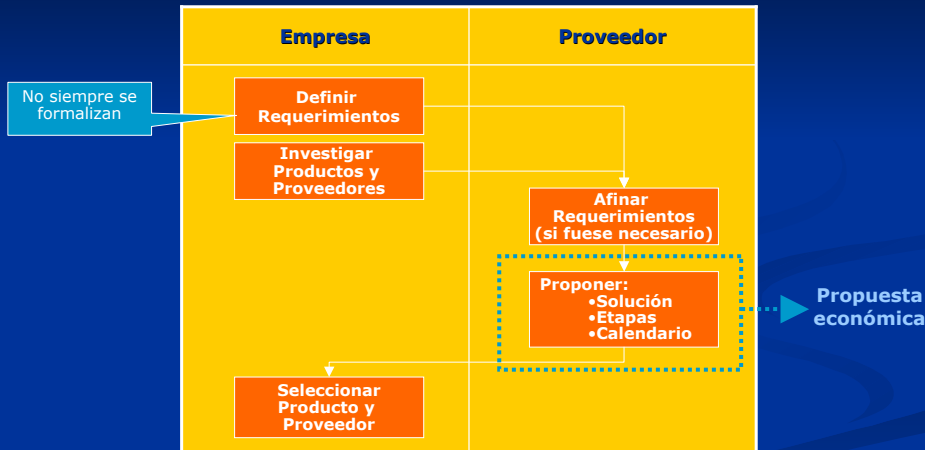 Empresa
Proveedor
No siempre se
formalizan
Definir
Requerimientos
Investigar
Productos y
Proveedores
Afinar
Requerimientos
(si fuese necesario)
Proponer:
•Solución
•Etapas
•Calendario
Propuesta
económica
Seleccionar
Producto y
Proveedor